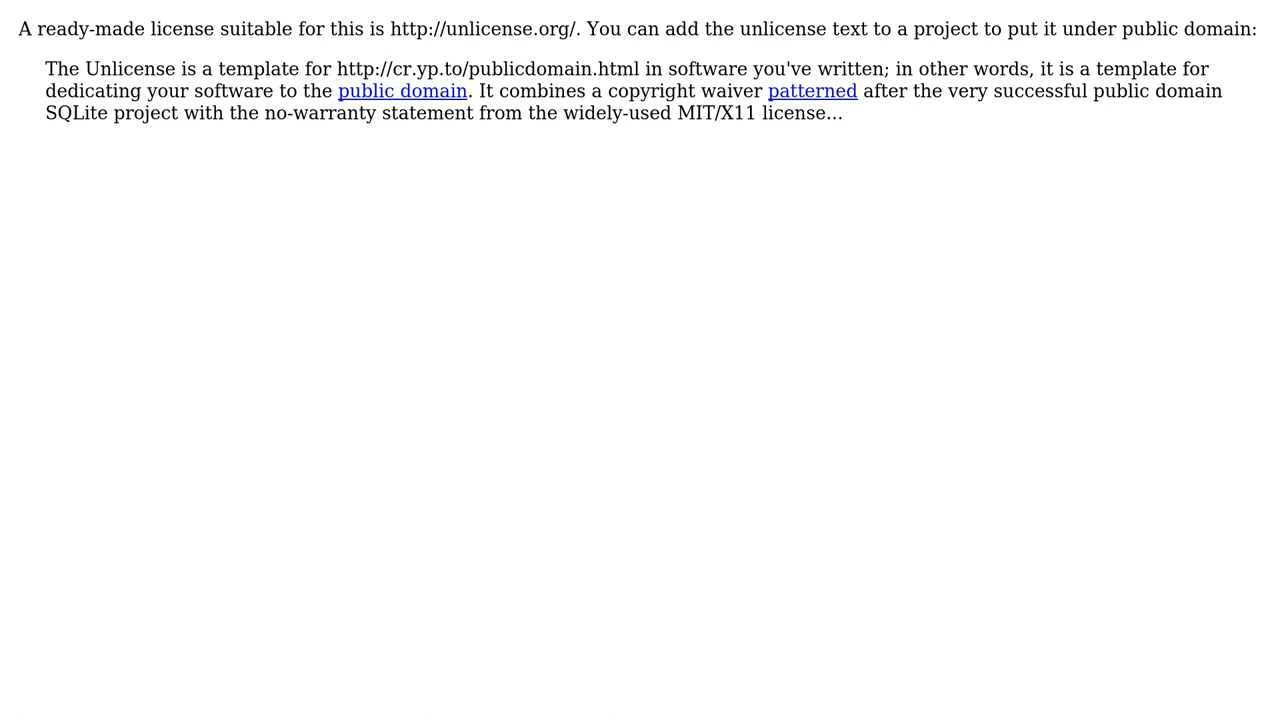 A ready-made license suitable for this is http://unlicense.org/. You can add the unlicense text to a project to put it under public domain:
The Unlicense is a template for http://cr.yp.to/publicdomain.html in software you've written; in other words, it is a template for
dedicating your software to the public domain. It combines a copyright waiver patterned after the very successful public domain
SQLite project with the no-warranty statement from the widely-used MIT/X11 license...